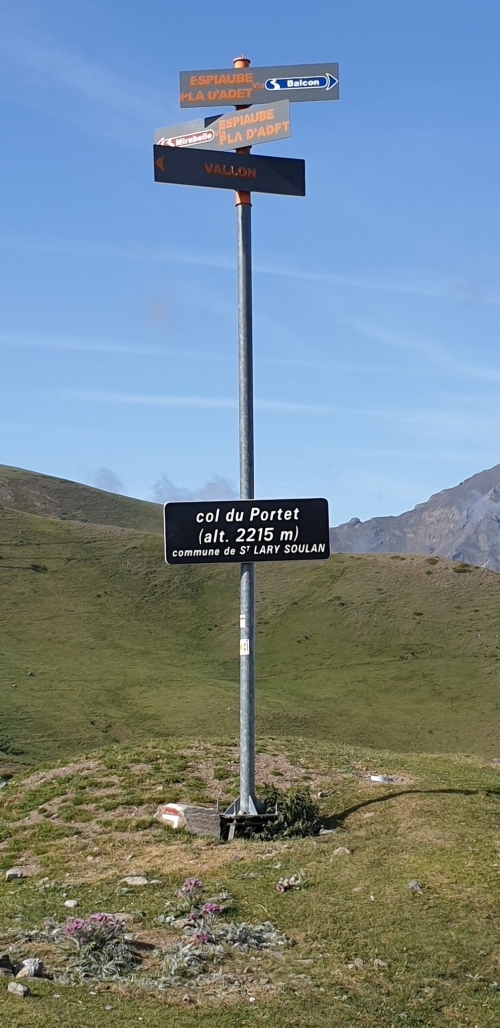 ESPIAUBE
PLA D'ADET Via Balcon
Mirabelle ESPIAUBE
PLA D'ADET
VALLON
col du Portet
(alt. 2215 m)
commune de ST LARY SOULAN